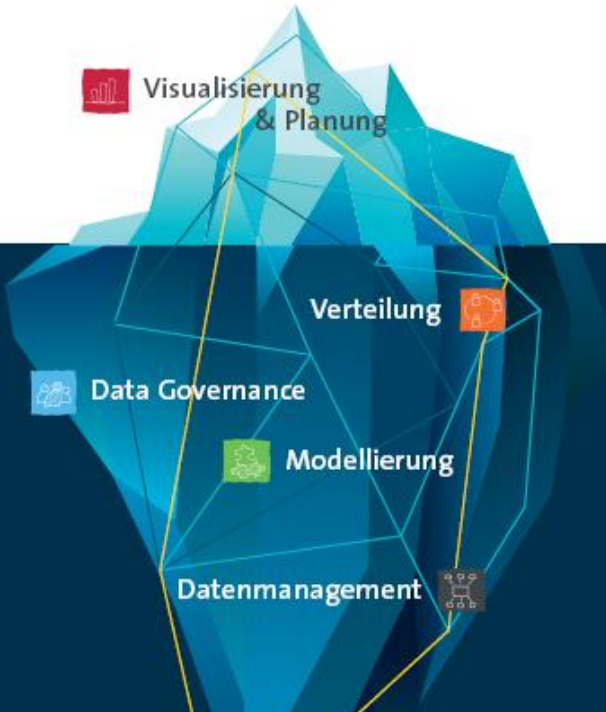 Visualisierung
& Planung
Verteilung
Data Governance
Modellierung
Datenmanagement